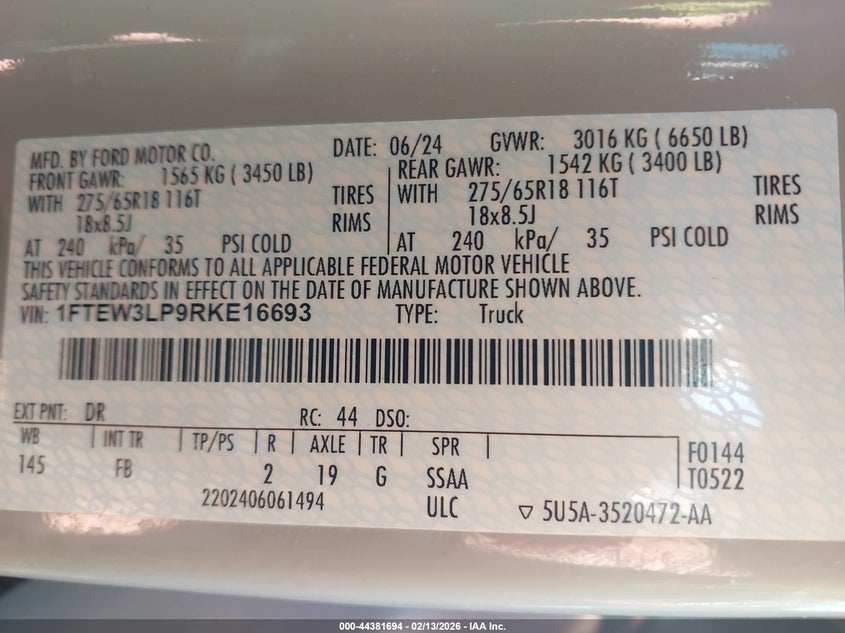 MFD. BY FORD MOTOR CO.
DATE: 06/24 GVWR: 3016 KG ( 6650 LB)
FRONT GAWR: 1565 KG ( 3450 LB)
REAR GAWR: 1542 KG ( 3400 LB)
WITH 275/65R18 116T TIRES
WITH 275/65R18 116T TIRES
18x8.5J RIMS
18x8.5J RIMS
AT 240 kPa/ 35 PSI COLD
AT 240 kPa/ 35 PSI COLD
THIS VEHICLE CONFORMS TO ALL APPLICABLE FEDERAL MOTOR VEHICLE
SAFETY STANDARDS IN EFFECT ON THE DATE OF MANUFACTURE SHOWN ABOVE.
VIN: 1FTEW3LP9RKE16693 TYPE: Truck
EXT PNT: DR RC: 44 DSO:
WB INT TR TP/PS R AXLE TR SPR F0144
145 FB 2 19 G SSAA T0522
2202406061494 ULC ▽ 5U5A-3520472-AA
000-44381694 - 02/13/2026 - IAA Inc.